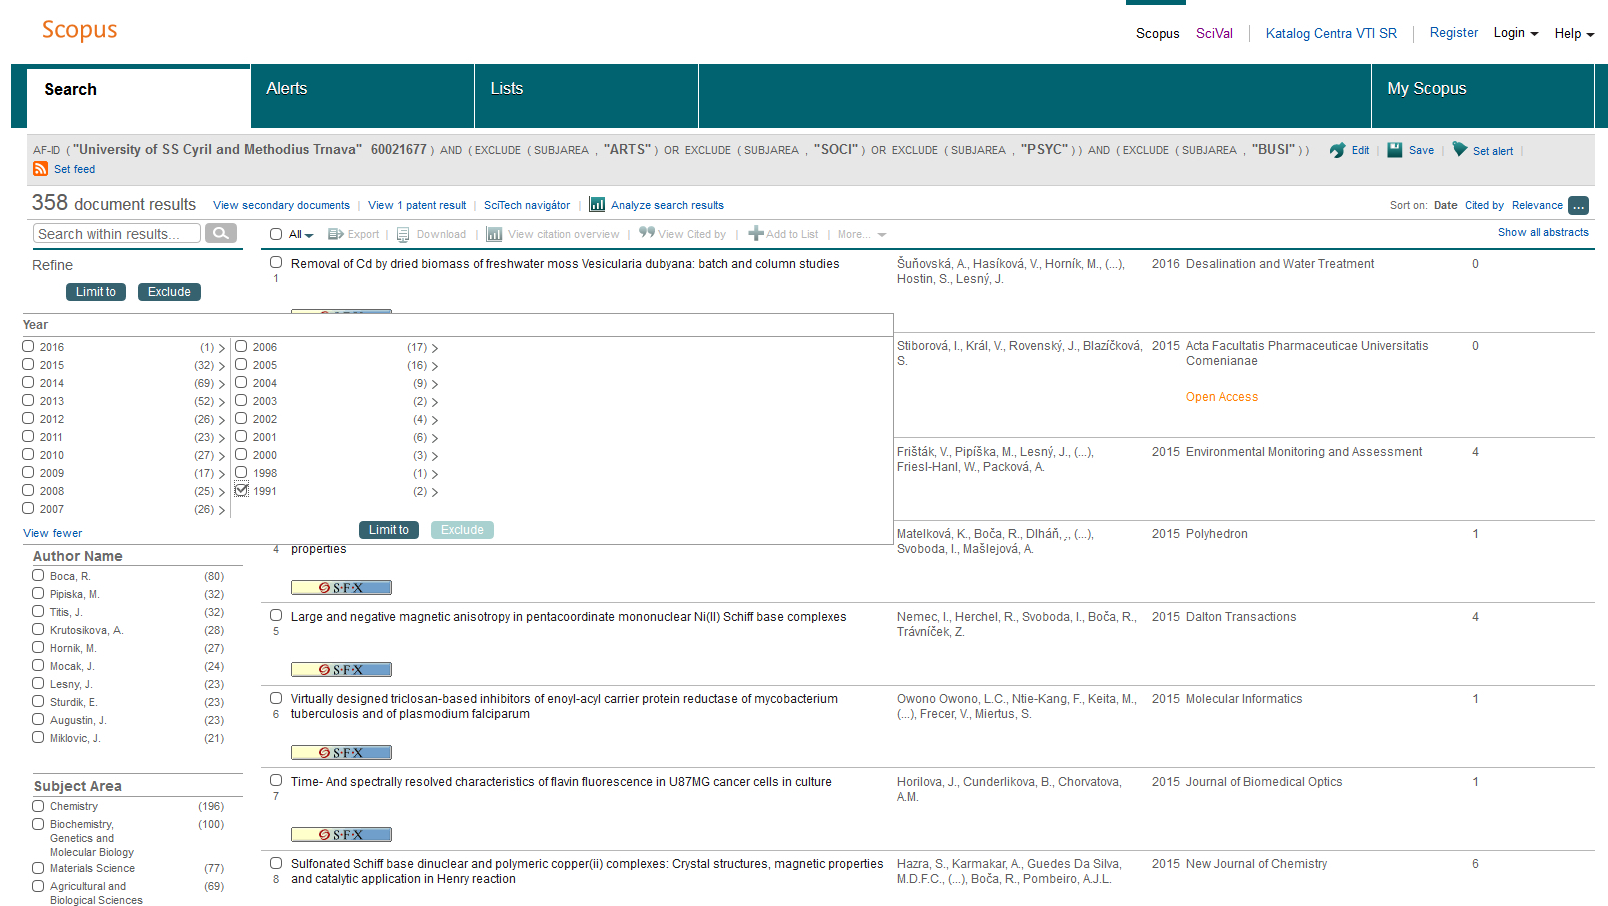 Scopus
Scopus SciVal Katalog Centra VTI SR Register Login Help
Search Alerts Lists My Scopus
AF-ID ( "University of SS Cyril and Methodius Trnava" 60021677 ) AND ( EXCLUDE ( SUBJAREA , "ARTS" ) OR EXCLUDE ( SUBJAREA , "SOCI" ) OR EXCLUDE ( SUBJAREA , "PSYC" ) ) AND ( EXCLUDE ( SUBJAREA , "BUSI" ) ) Edit | Save | Set alert |
Set feed
358 document results View secondary documents | View 1 patent result | SciTech navigátor | Analyze search results Sort on: Date Cited by Relevance ...
Search within results... All Export | Download | View citation overview | View Cited by | Add to List | More... Show all abstracts
Refine
Limit to Exclude
1 Removal of Cd by dried biomass of freshwater moss Vesicularia dubyana: batch and column studies Šuňovská, A., Hasíková, V., Horník, M., (...), 2016 Desalination and Water Treatment 0
Hostin, S., Lesný, J.
Year
2016 (1) 2006 (17)
2015 (32) 2005 (16)
2014 (69) 2004 (9)
2013 (52) 2003 (2)
2012 (26) 2002 (4)
2011 (23) 2001 (6)
2010 (27) 2000 (3)
2009 (17) 1998 (1)
2008 (25) 1991 (2)
2007 (26)
View fewer Limit to Exclude
Stiborová, I., Král, V., Rovenský, J., Blazíčková, 2015 Acta Facultatis Pharmaceuticae Universitatis 0
S. Comenianae
Open Access
Frišták, V., Pipíška, M., Lesný, J., (...), 2015 Environmental Monitoring and Assessment 4
Friesl-Hanl, W., Packová, A.
Matelková, K., Boča, R., Dlháň, ., (...), 2015 Polyhedron 1
4 properties Svoboda, I., Mašlejová, A.
S·F·X
5 Large and negative magnetic anisotropy in pentacoordinate mononuclear Ni(II) Schiff base complexes Nemec, I., Herchel, R., Svoboda, I., Boča, R., 2015 Dalton Transactions 4
Trávníček, Z.
S·F·X
6 Virtually designed triclosan-based inhibitors of enoyl-acyl carrier protein reductase of mycobacterium Owono Owono, L.C., Ntie-Kang, F., Keita, M., 2015 Molecular Informatics 1
tuberculosis and of plasmodium falciparum (...), Frecer, V., Miertus, S.
S·F·X
7 Time- And spectrally resolved characteristics of flavin fluorescence in U87MG cancer cells in culture Horilova, J., Cunderlikova, B., Chorvatova, 2015 Journal of Biomedical Optics 1
A.M.
S·F·X
8 Sulfonated Schiff base dinuclear and polymeric copper(ii) complexes: Crystal structures, magnetic properties Hazra, S., Karmakar, A., Guedes Da Silva, 2015 New Journal of Chemistry 6
and catalytic application in Henry reaction M.D.F.C., (...), Boča, R., Pombeiro, A.J.L.
Author Name
Boca, R. (80)
Pipiska, M. (32)
Titis, J. (32)
Krutosikova, A. (28)
Hornik, M. (27)
Mocak, J. (24)
Lesny, J. (23)
Sturdik, E. (23)
Augustin, J. (23)
Miklovic, J. (21)
Subject Area
Chemistry (196)
Biochemistry, (100)
Genetics and
Molecular Biology
Materials Science (77)
Agricultural and (69)
Biological Sciences